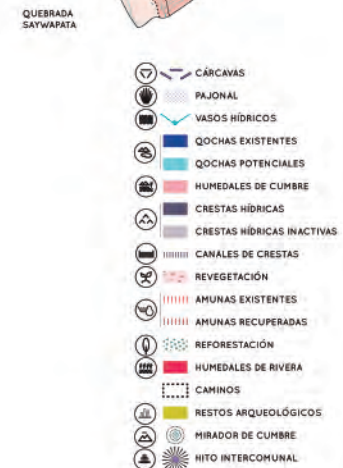 QUEBRADA
SAYWAPATA
CÁRCAVAS
PAJONAL
VASOS HÍDRICOS
QOCHAS EXISTENTES
QOCHAS POTENCIALES
HUMEDALES DE CUMBRE
CRESTAS HÍDRICAS
CRESTAS HÍDRICAS INACTIVAS
CANALES DE CRESTAS
REVEGETACIÓN
AMUNAS EXISTENTES
AMUNAS RECUPERADAS
REFORESTACIÓN
HUMEDALES DE RIVERA
CAMINOS
RESTOS ARQUEOLÓGICOS
MIRADOR DE CUMBRE
HITO INTERCOMUNAL